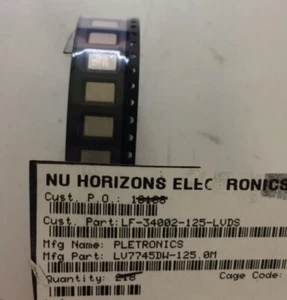 NU HORIZONS ELEC RONICS
Cust. P.O.:
Cust. Part: LF-34002-125-LVDS
Mfg Name: PLETRONICS
Mfg Part: LV7745DW-125.0M
Quantity: Cage Code: